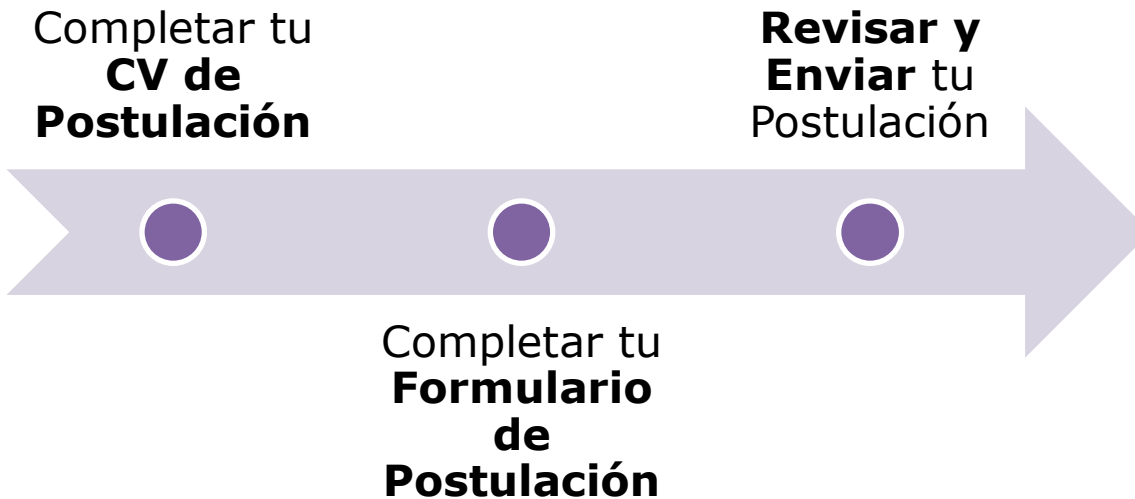 Completar tu
CV de
Postulación
Completar tu
Formulario
de
Postulación
Revisar y
Enviar tu
Postulación